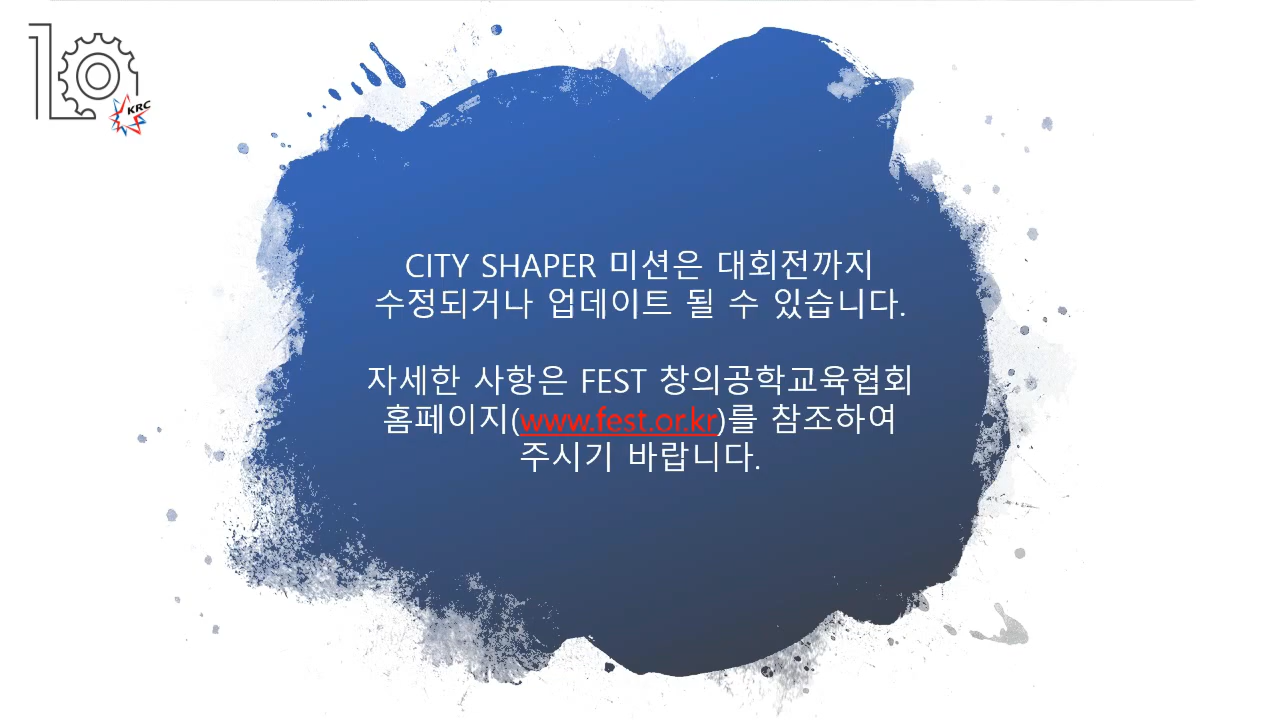 10
KRC
CITY SHAPER 미션은 대회전까지
수정되거나 업데이트 될 수 있습니다.
자세한 사항은 FEST 창의공학교육협회
홈페이지(www.fest.or.kr)를 참조하여
주시기 바랍니다.